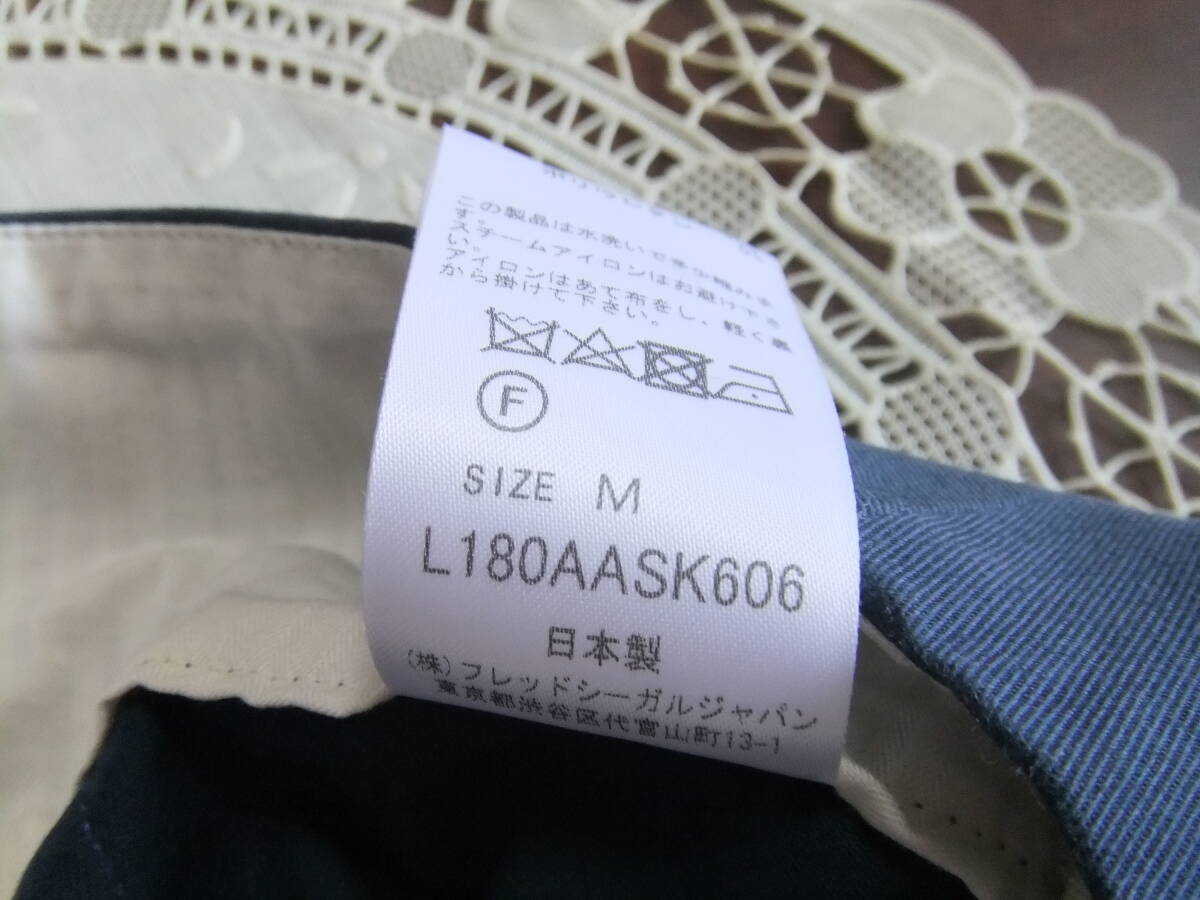 この製品は水洗いで多少縮みま
す。
スチームアイロンはお避け下さ
い。
アイロンはあて布をし、軽く裏
から掛けて下さい。
F
SIZE M
L180AASK606
日本製
(株)フレッドシーガルジャパン
東京都渋谷区代官山町13-1